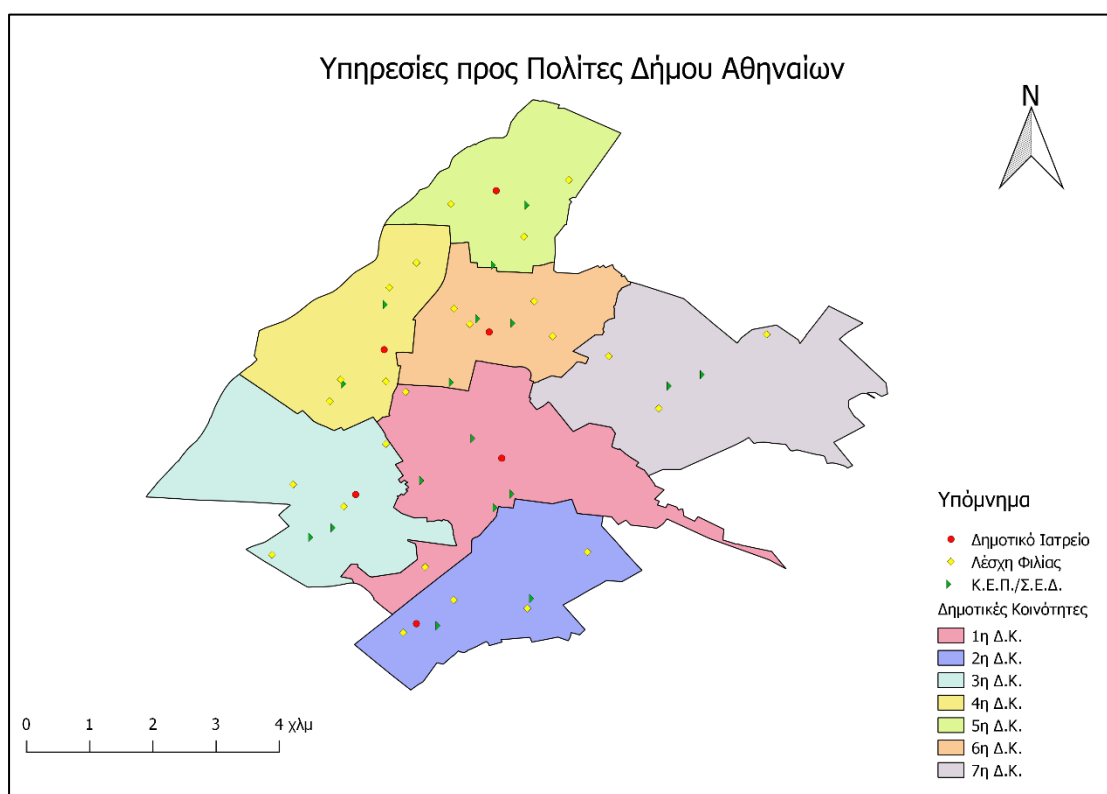 Υπηρεσίες προς Πολίτες Δήμου Αθηναίων
N
Υπόμνημα
Δημοτικό Ιατρείο
Λέσχη Φιλίας
Κ.Ε.Π./Σ.Ε.Δ.
Δημοτικές Κοινότητες
1η Δ.Κ.
2η Δ.Κ.
3η Δ.Κ.
4η Δ.Κ.
5η Δ.Κ.
6η Δ.Κ.
7η Δ.Κ.
0 1 2 3 4 χλμ